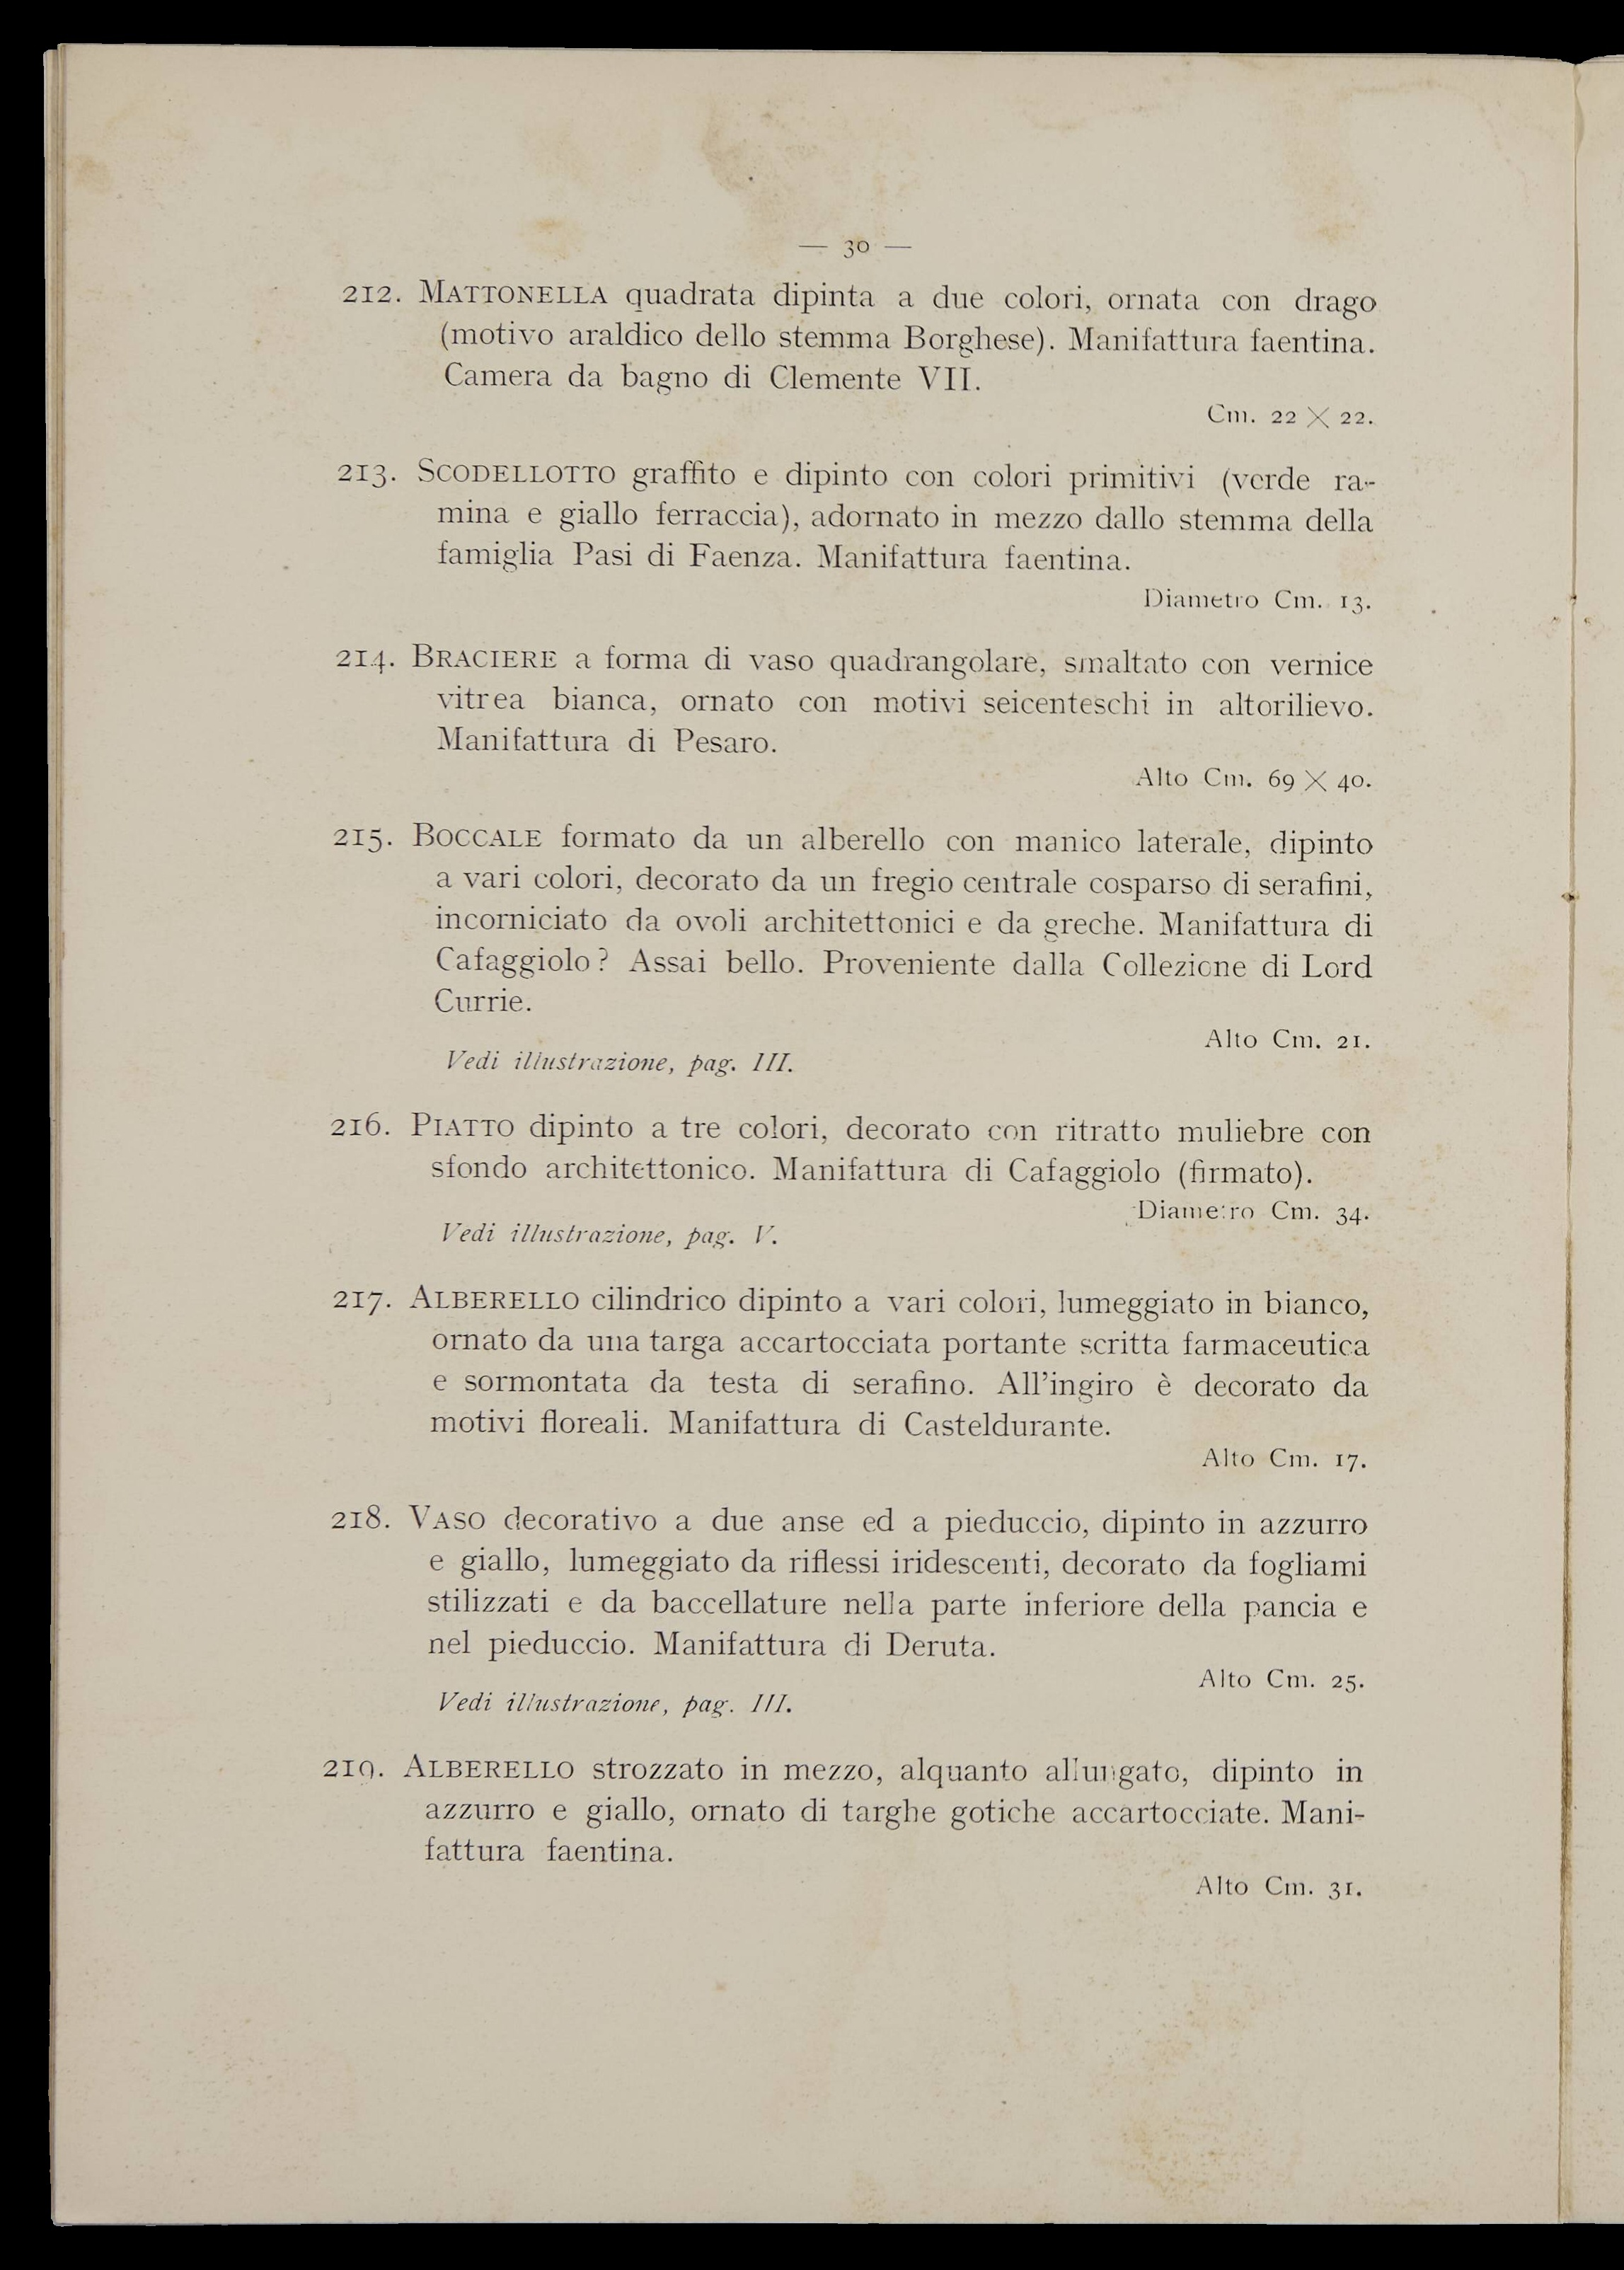 — 30 —
212. MATTONELLA quadrata dipinta a due colori, ornata con drago
(motivo araldico dello stemma Borghese). Manifattura faentina.
Camera da bagno di Clemente VII.
Cm. 22 × 22.
213. SCODELLOTTO graffito e dipinto con colori primitivi (verde ra-
mina e giallo ferraccia), adornato in mezzo dallo stemma della
famiglia Pasi di Faenza. Manifattura faentina.
Diametro Cm. 13.
214. BRACIERE a forma di vaso quadrangolare, smaltato con vernice
vitrea bianca, ornato con motivi seicenteschi in altorilievo.
Manifattura di Pesaro.
Alto Cm. 69 × 40.
215. BOCCALE formato da un alberello con manico laterale, dipinto
a vari colori, decorato da un fregio centrale cosparso di serafini,
incorniciato da ovoli architettonici e da greche. Manifattura di
Cafaggiolo? Assai bello. Proveniente dalla Collezione di Lord
Currie.
Alto Cm. 21.
Vedi illustrazione, pag. III.
216. PIATTO dipinto a tre colori, decorato con ritratto muliebre con
sfondo architettonico. Manifattura di Cafaggiolo (firmato).
Diametro Cm. 34.
Vedi illustrazione, pag. V.
217. ALBERELLO cilindrico dipinto a vari colori, lumeggiato in bianco,
ornato da una targa accartocciata portante scritta farmaceutica
e sormontata da testa di serafino. All'ingiro è decorato da
motivi floreali. Manifattura di Casteldurante.
Alto Cm. 17.
218. VASO decorativo a due anse ed a pieduccio, dipinto in azzurro
e giallo, lumeggiato da riflessi iridescenti, decorato da fogliami
stilizzati e da baccellature nella parte inferiore della pancia e
nel pieduccio. Manifattura di Deruta.
Alto Cm. 25.
Vedi illustrazione, pag. III.
219. ALBERELLO strozzato in mezzo, alquanto allungato, dipinto in
azzurro e giallo, ornato di targhe gotiche accartocciate. Mani-
fattura faentina.
Alto Cm. 31.